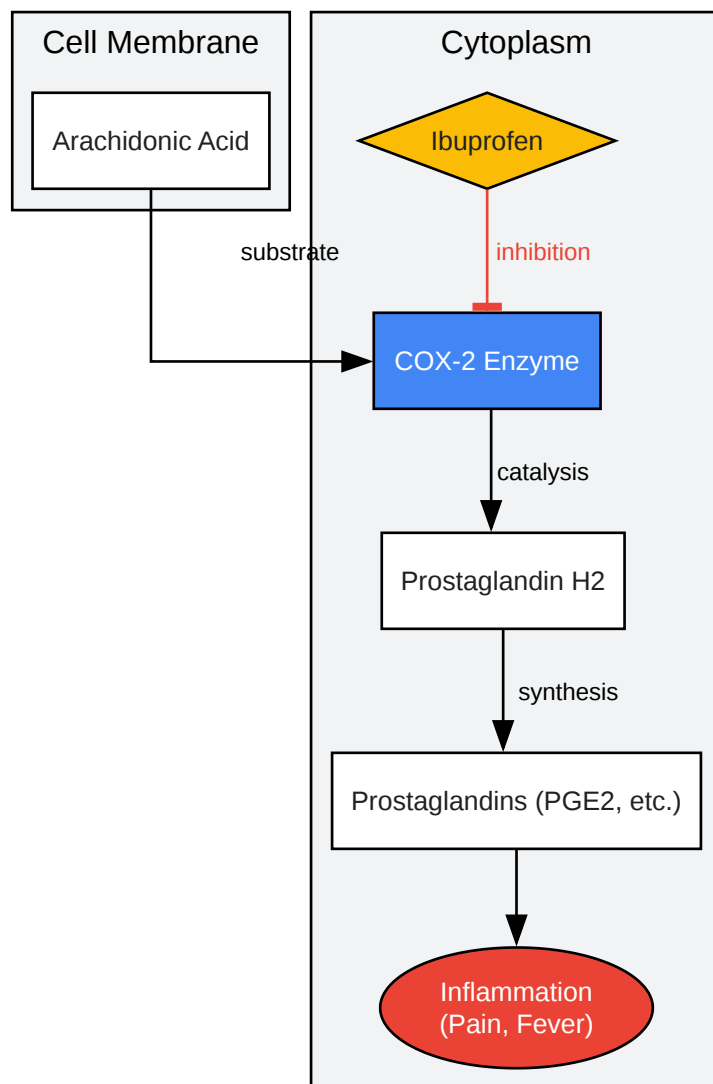 Cell Membrane
Cytoplasm
Arachidonic Acid
Ibuprofen
substrate
inhibition
COX-2 Enzyme
catalysis
Prostaglandin H2
synthesis
Prostaglandins (PGE2, etc.)
Inflammation
(Pain, Fever)